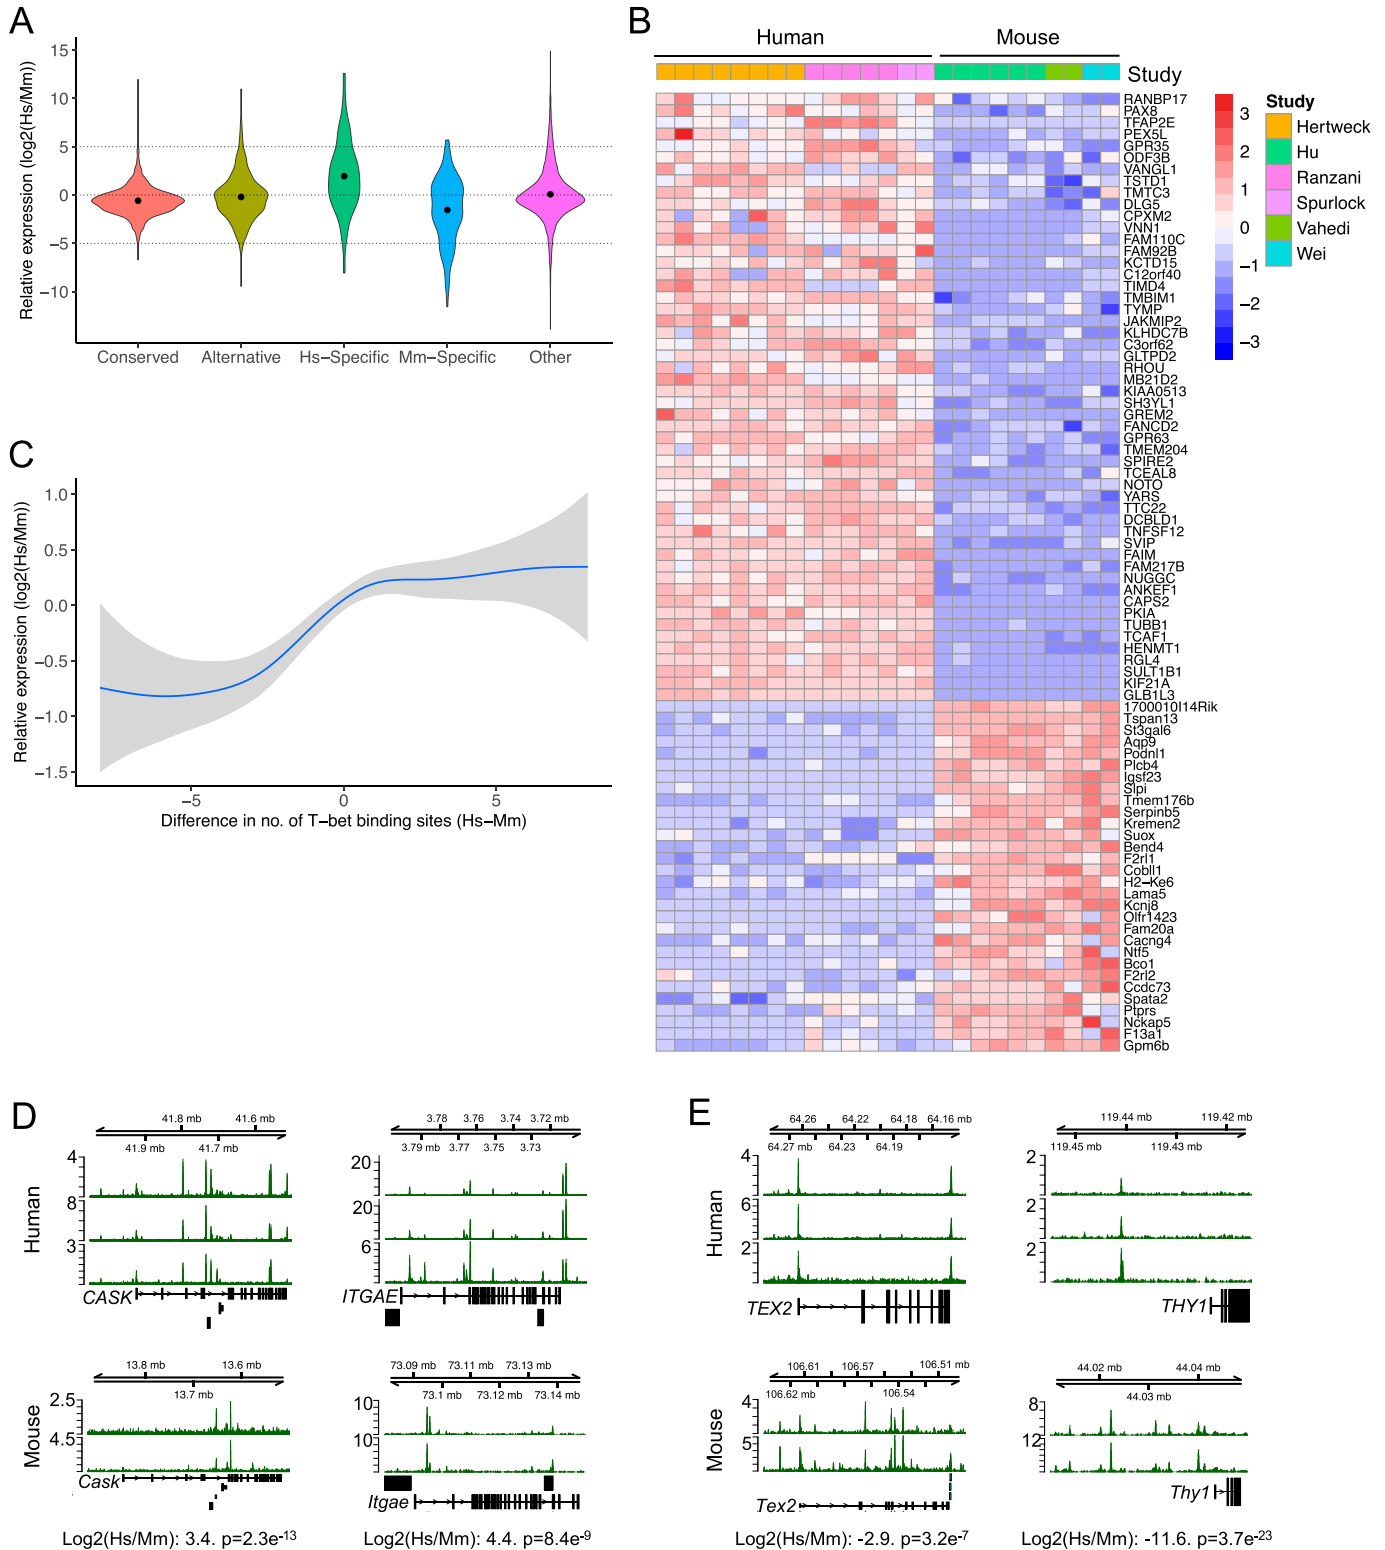 A
Relative expression (log2(Hs/Mm))
15
10
5
0
−5
−10
Conserved
Alternative
Hs−Specific
Mm−Specific
Other
B
Human
Mouse
Study
RANBP17
PAX8
TFAP2E
PEX5L
GPR35
ODF3B
VANGL1
TSTD1
TMTC3
DLG5
CPXM2
VNN1
FAM110C
FAM92B
KCTD15
C12orf40
TIMD4
TMBIM1
TYMP
JAKMIP2
KLHDC7B
C3orf62
GLTPD2
RHOU
MB21D2
KIAA0513
SH3YL1
GREM2
FANCD2
GPR63
TMEM204
SPIRE2
TCEAL8
NOTO
YARS
TTC22
DCBLD1
TNFSF12
SVIP
FAIM
FAM217B
NUGGC
ANKEF1
CAPS2
PKIA
TUBB1
TCAF1
HENMT1
RGL4
SULT1B1
KIF21A
GLB1L3
1700010I14Rik
Tspan13
St3gal6
Aqp9
Podnl1
Plcb4
Igsf23
Slpi
Tmem176b
Serpinb5
Kremen2
Suox
Bend4
F2rl1
Cobll1
H2−Ke6
Lama5
Kcnj8
Olfr1423
Fam20a
Cacng4
Ntf5
Bco1
F2rl2
Ccdc73
Spata2
Ptprs
Nckap5
F13a1
Gpm6b
3
2
1
0
−1
−2
−3
Study
Hertweck
Hu
Ranzani
Spurlock
Vahedi
Wei
C
Relative expression (log2(Hs/Mm))
1.0
0.5
0.0
−0.5
−1.0
−1.5
−5
0
5
Difference in no. of T−bet binding sites (Hs−Mm)
D
Human
41.8 mb
41.6 mb
41.9 mb
41.7 mb
4
8
3
CASK
3.78
3.76
3.74
3.72 mb
3.79 mb
3.77
3.75
3.73
20
20
6
ITGAE
Mouse
13.8 mb
13.6 mb
13.7 mb
2.5
4.5
Cask
73.09 mb
73.11 mb
73.13 mb
73.1 mb
73.12 mb
73.14 mb
10
10
Itgae
Log2(Hs/Mm): 3.4. p=2.3e-13
Log2(Hs/Mm): 4.4. p=8.4e-9
E
Human
64.26
64.22
64.18
64.16 mb
64.27 mb
64.23
64.19
4
6
2
TEX2
119.44 mb
119.42 mb
119.45 mb
119.43 mb
2
2
2
THY1
Mouse
106.61
106.57
106.51 mb
106.62 mb
106.54
4
5
Tex2
44.02 mb
44.04 mb
44.03 mb
8
12
Thy1
Log2(Hs/Mm): -2.9. p=3.2e-7
Log2(Hs/Mm): -11.6. p=3.7e-23